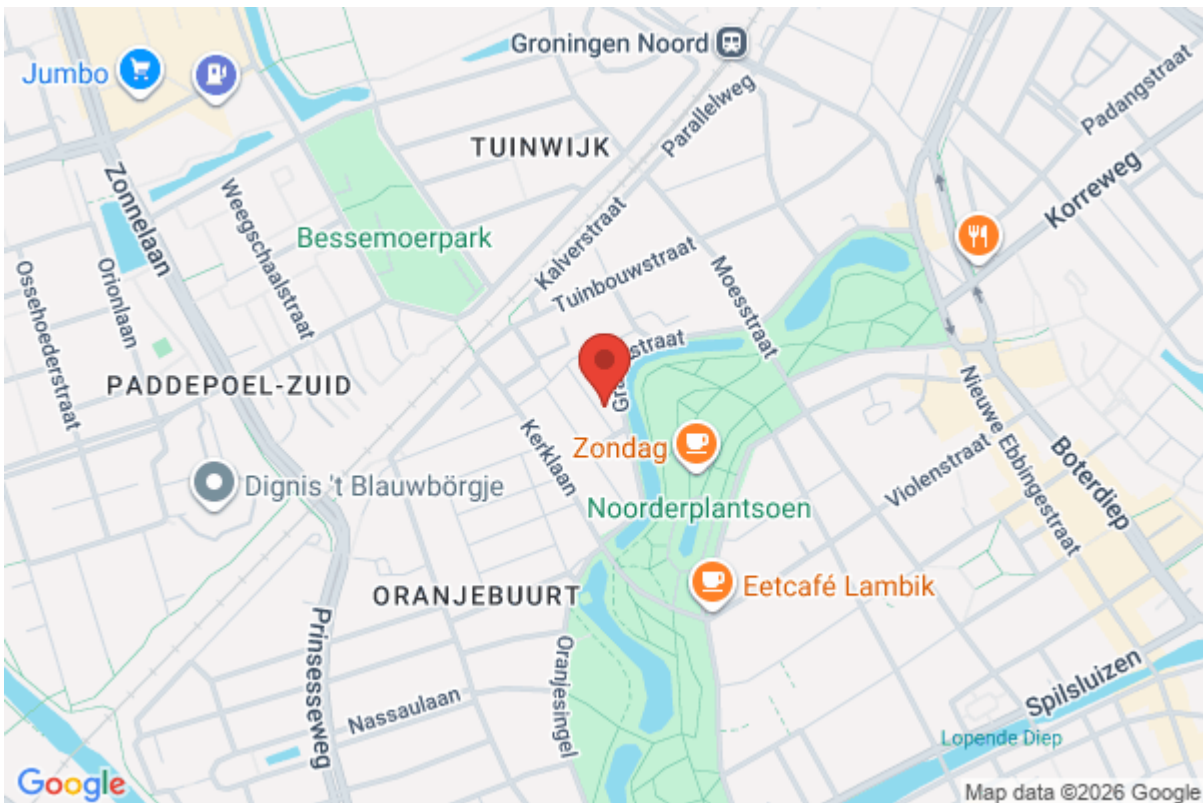 Groningen Noord
Jumbo
Padangstraat
Parallelweg
TUINWIJK
Korreweg
Zonnelaan
Weegschaalstraat
Bessemoerpark
Kalverstraat
Tuinbouwstraat
Moesstraat
Ossehoederstraat
Orionlaan
straat
PADDEPOEL-ZUID
Gra
Nieuwe Ebbingestraat
Kerklaan
Zondag
Boterdiep
Violenstraat
Dignis 't Blauwbörgje
Noorderplantsoen
Eetcafé Lambik
ORANJEBUURT
Prinsesseweg
Oranjesingel
Spilsluizen
Nassaulaan
Lopende Diep
Google
Map data ©2026 Google